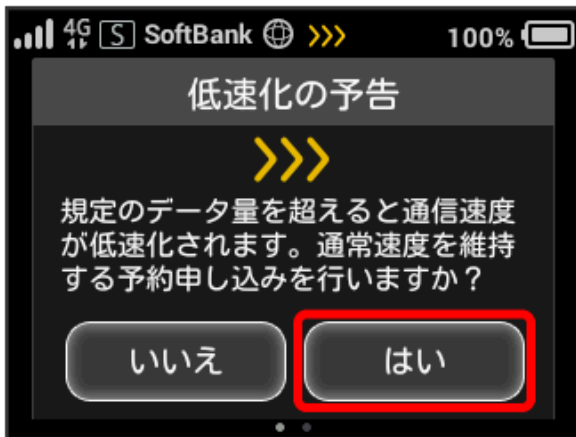 4G S SoftBank 100%
低速化の予告
規定のデータ量を超えると通信速度
が低速化されます。通常速度を維持
する予約申し込みを行いますか？
いいえ はい